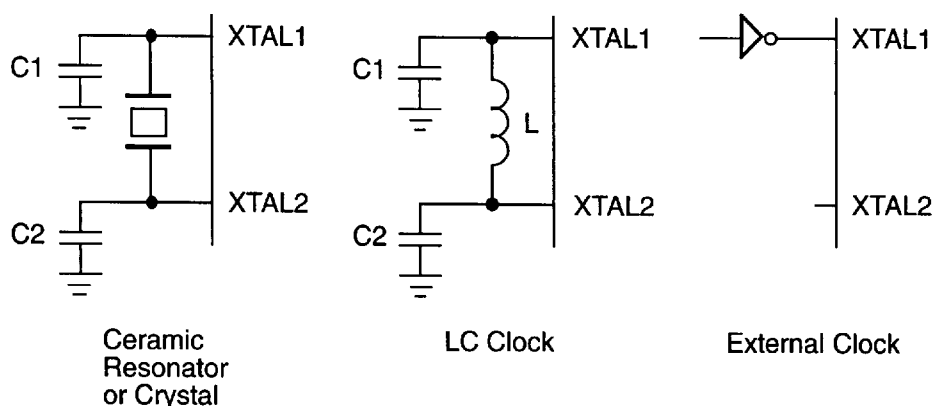 XTAL1
C1
XTAL2
C2
Ceramic
Resonator
or Crystal
XTAL1
C1
L
XTAL2
C2
LC Clock
XTAL1
XTAL2
External Clock